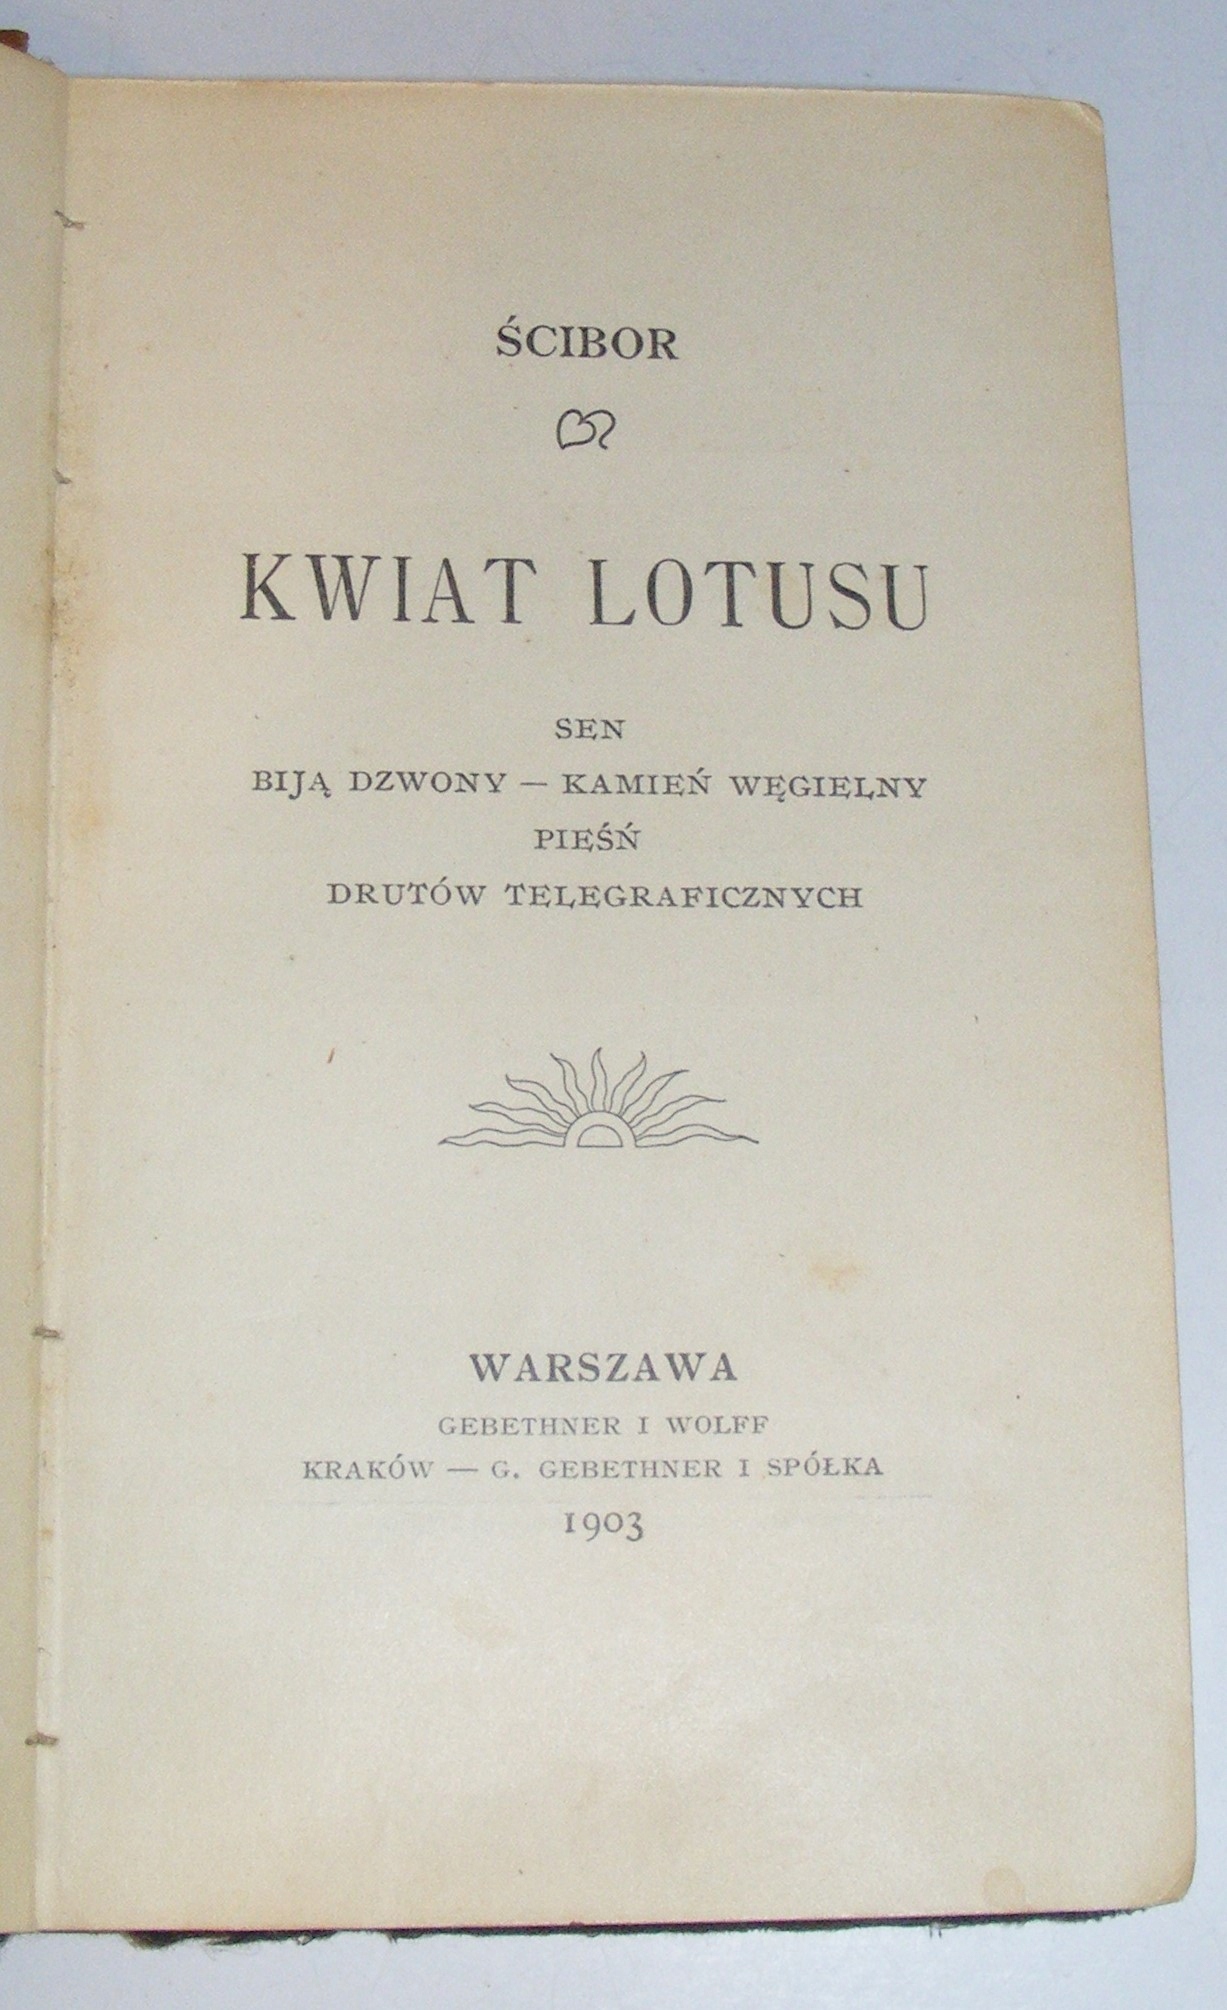 ŚCIBOR
KWIAT LOTUSU
SEN
BIJĄ DZWONY — KAMIEŃ WĘGIELNY
PIEŚŃ
DRUTÓW TELEGRAFICZNYCH
WARSZAWA
GEBETHNER I WOLFF
KRAKÓW — G. GEBETHNER I SPÓŁKA
1903